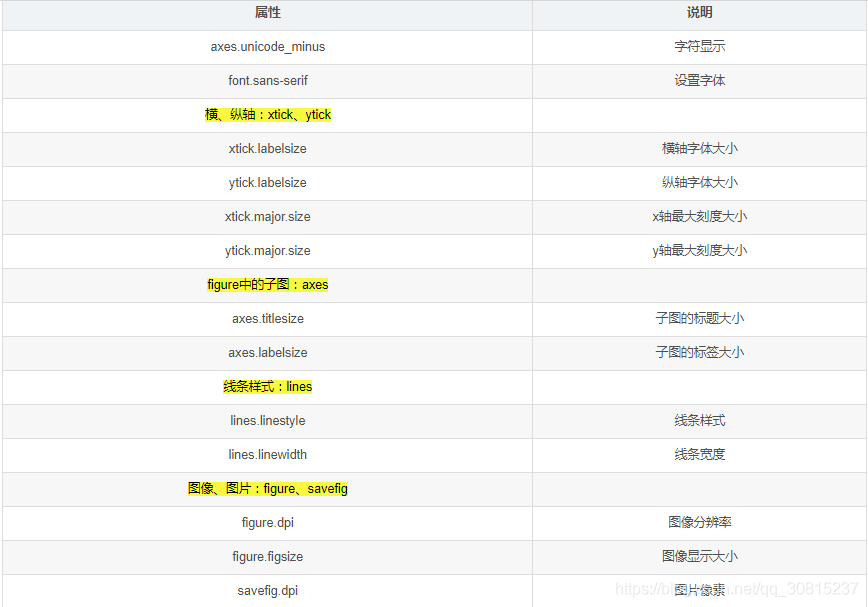 属性 说明
axes.unicode_minus 字符显示
font.sans-serif 设置字体
横、纵轴：xtick、ytick
xtick.labelsize 横轴字体大小
ytick.labelsize 纵轴字体大小
xtick.major.size x轴最大刻度大小
ytick.major.size y轴最大刻度大小
figure中的子图：axes
axes.titlesize 子图的标题大小
axes.labelsize 子图的标签大小
线条样式：lines
lines.linestyle 线条样式
lines.linewidth 线条宽度
图像、图片：figure、savefig
figure.dpi 图像分辨率
figure.figsize 图像显示大小
savefig.dpi 图片像素